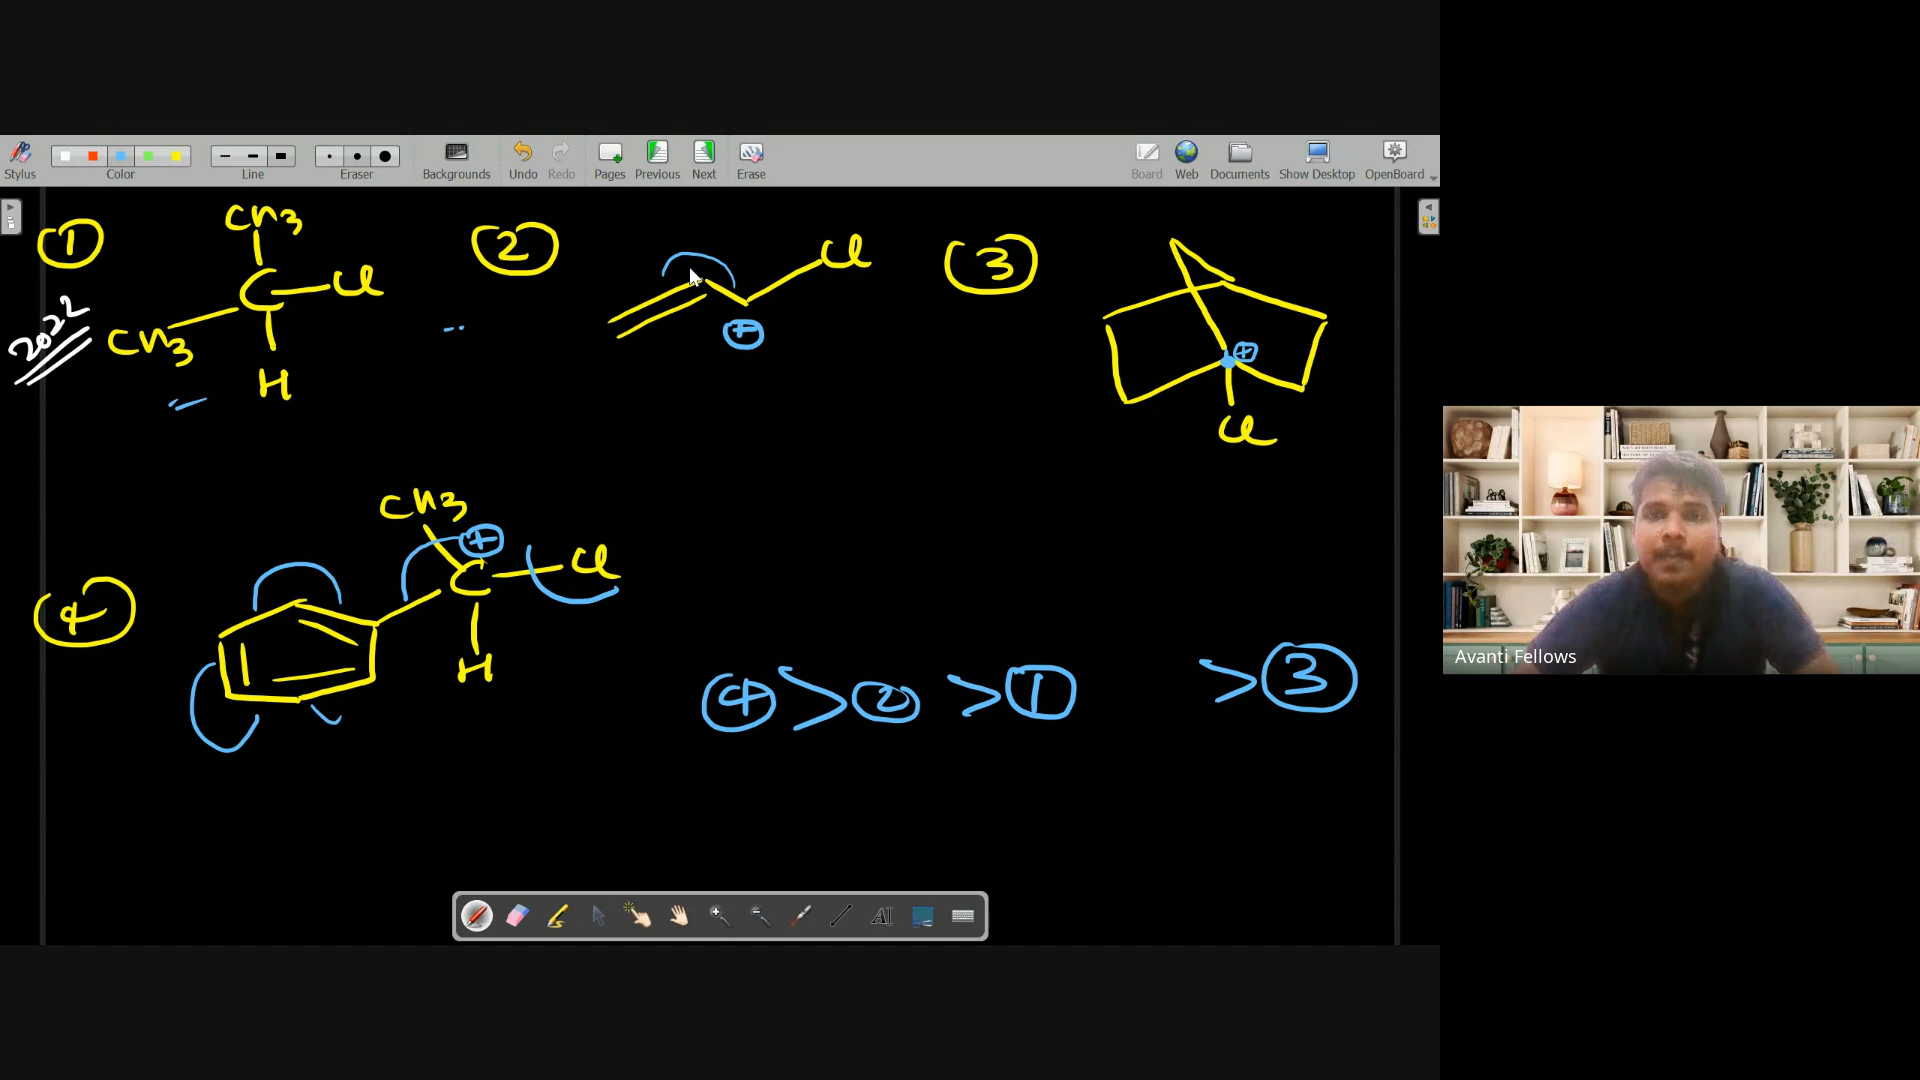 Stylus
Color
Line
Eraser
Backgrounds
Undo
Redo
Pages
Previous
Next
Erase
Board
Web
Documents
Show Desktop
OpenBoard
1
CH3
C
Cl
CH3
H
2022
2
Cl
+
3
+
Cl
4
CH3
+
C
Cl
H
4 > 2 > 1 > 3
Avanti Fellows
AI